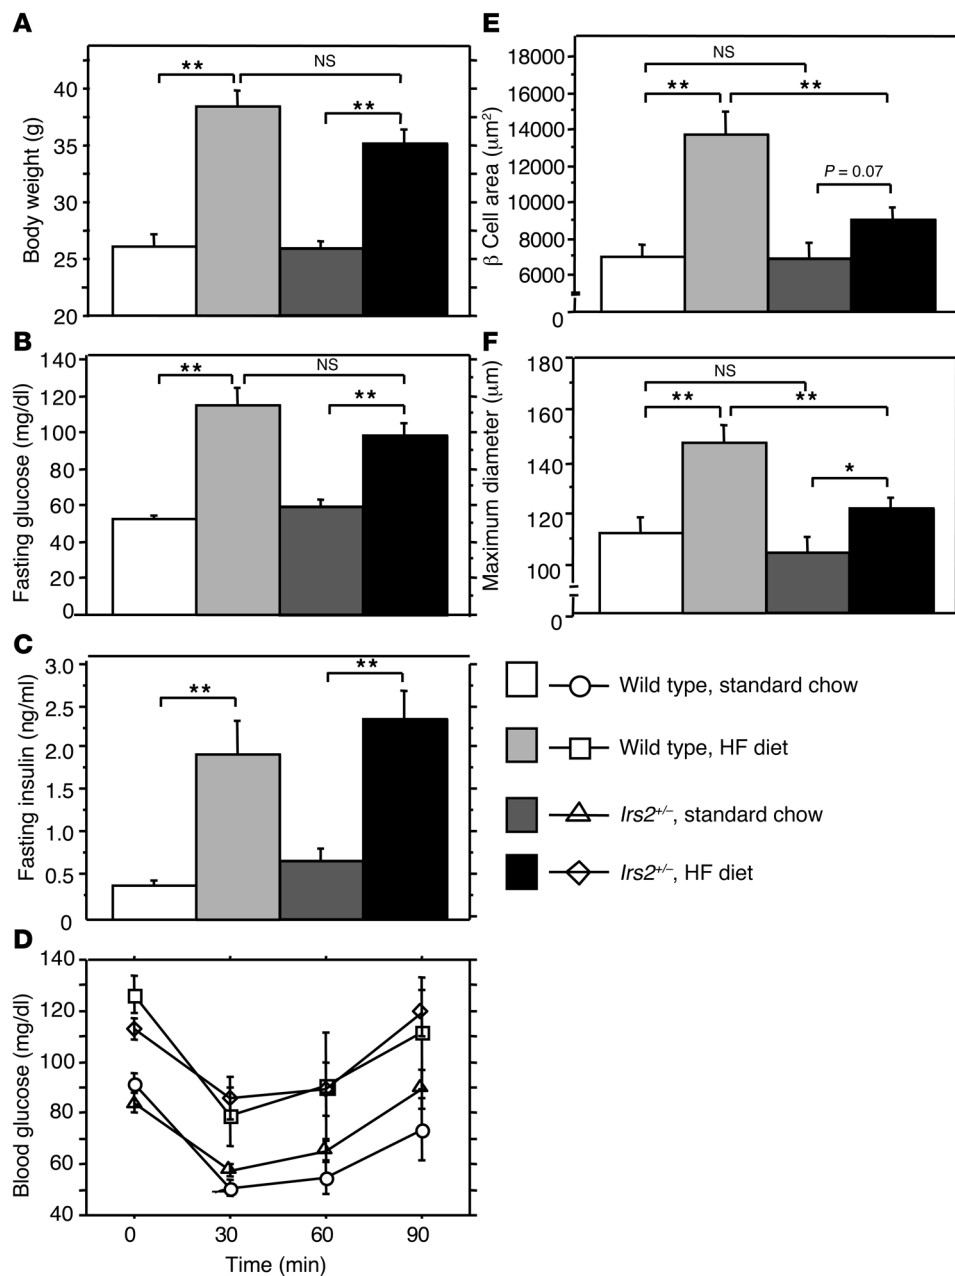 A
Body weight (g)
40
35
30
25
20
**
NS
**
B
Fasting glucose (mg/dl)
140
120
100
80
60
40
20
0
**
NS
**
C
Fasting insulin (ng/ml)
3.0
2.5
2.0
1.5
1.0
0.5
0
**
**
D
Blood glucose (mg/dl)
140
120
100
80
60
40
0 30 60 90
Time (min)
E
β Cell area (μm²)
18000
16000
14000
12000
10000
8000
6000
0
NS
**
**
P = 0.07
F
Maximum diameter (μm)
180
160
140
120
100
0
NS
**
**
*
Wild type, standard chow
Wild type, HF diet
Irs2+/–, standard chow
Irs2+/–, HF diet